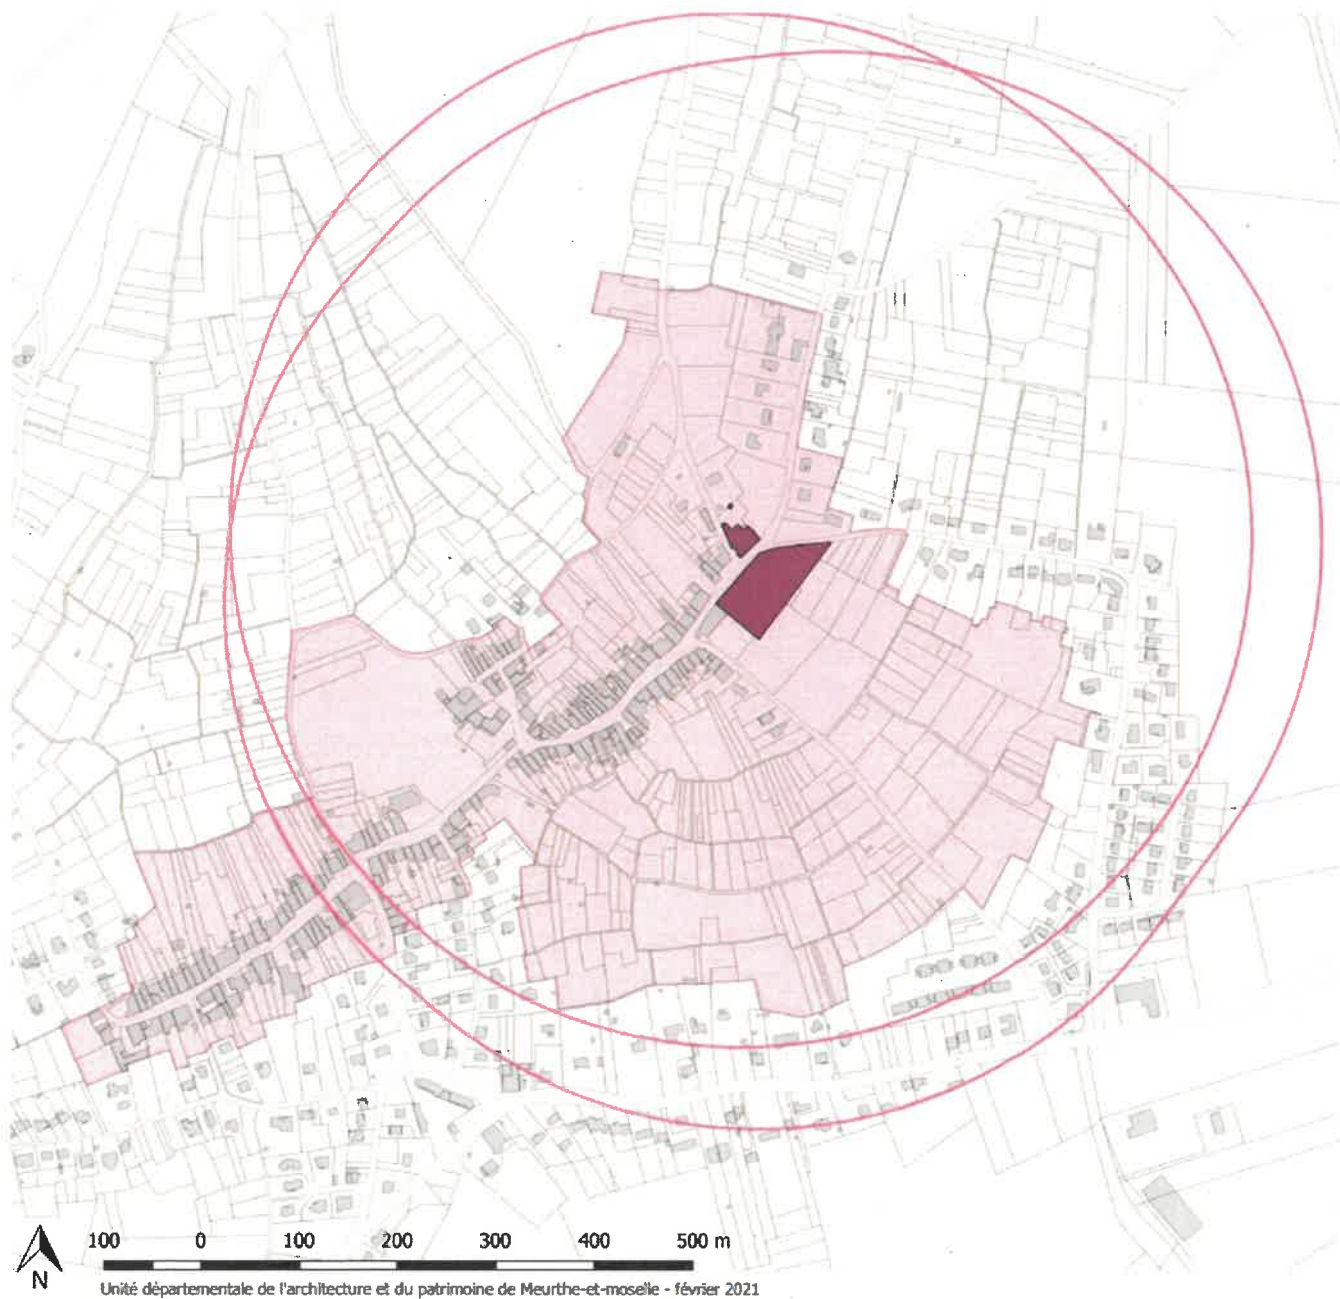 100 0 100 200 300 400 500 m
N
Unité départementale de l'architecture et du patrimoine de Meurthe-et-moselle - février 2021